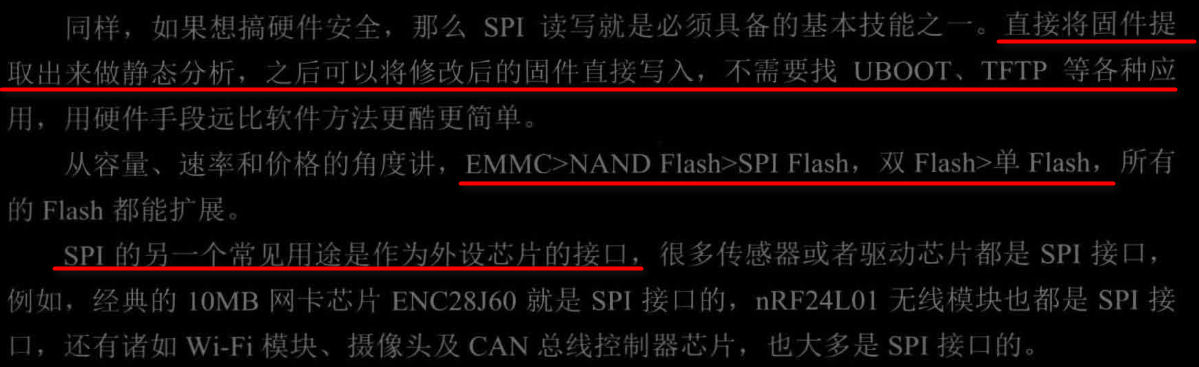 同样，如果想搞硬件安全，那么 SPI 读写就是必须具备的基本技能之一。直接将固件提
取出来做静态分析，之后可以将修改后的固件直接写入，不需要找 UBOOT、TFTP 等各种应
用，用硬件手段远比软件方法更酷更简单。
从容量、速率和价格的角度讲，EMMC>NAND Flash>SPI Flash，双 Flash>单 Flash，所有
的 Flash 都能扩展。
SPI 的另一个常见用途是作为外设芯片的接口，很多传感器或者驱动芯片都是 SPI 接口，
例如，经典的 10MB 网卡芯片 ENC28J60 就是 SPI 接口的，nRF24L01 无线模块也都是 SPI 接
口，还有诸如 Wi-Fi 模块、摄像头及 CAN 总线控制器芯片，也大多是 SPI 接口的。